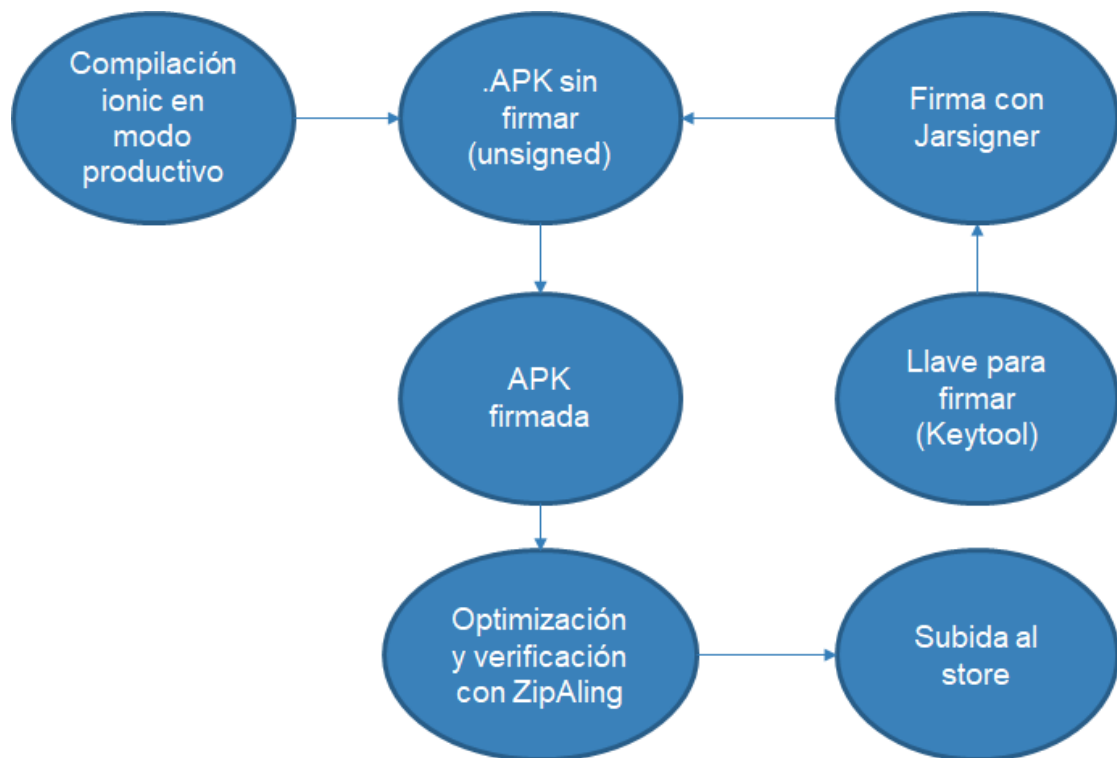 Compilación
ionic en
modo
productivo
.APK sin
firmar
(unsigned)
Firma con
Jarsigner
APK
firmada
Llave para
firmar
(Keytool)
Optimización
y verificación
con ZipAling
Subida al
store